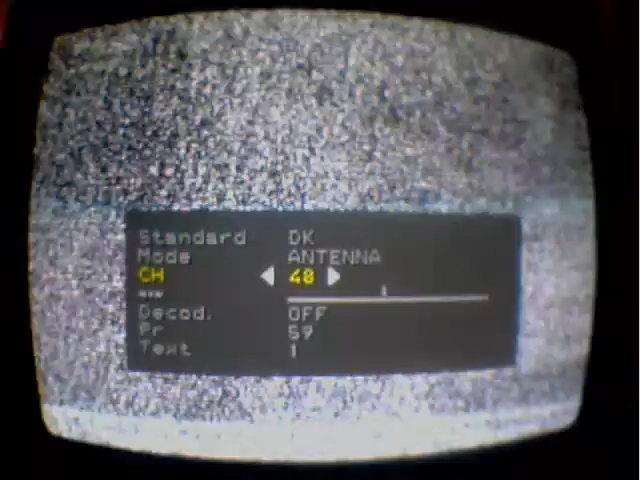 Standard DK
Mode ANTENNA
CH 48
Decod. OFF
Pr 59
Text 1